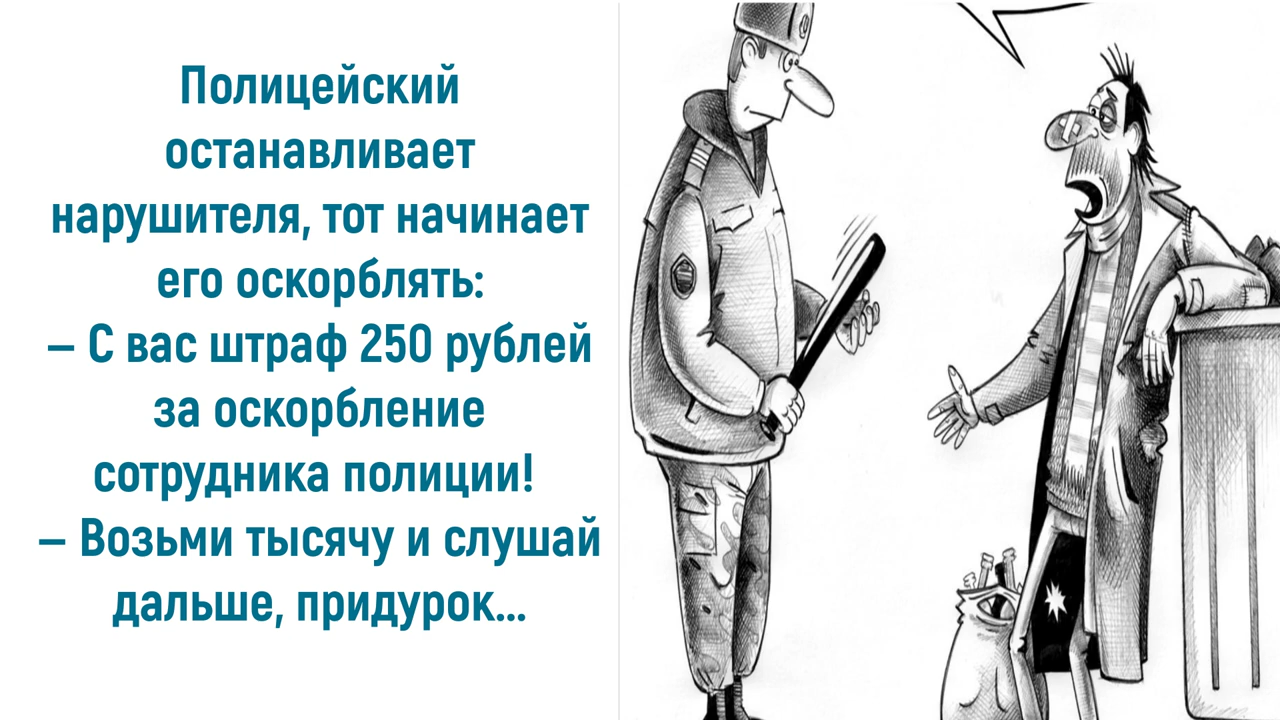 Полицейский
останавливает
нарушителя, тот начинает
его оскорблять:
– С вас штраф 250 рублей
за оскорбление
сотрудника полиции!
– Возьми тысячу и слушай
дальше, придурок...